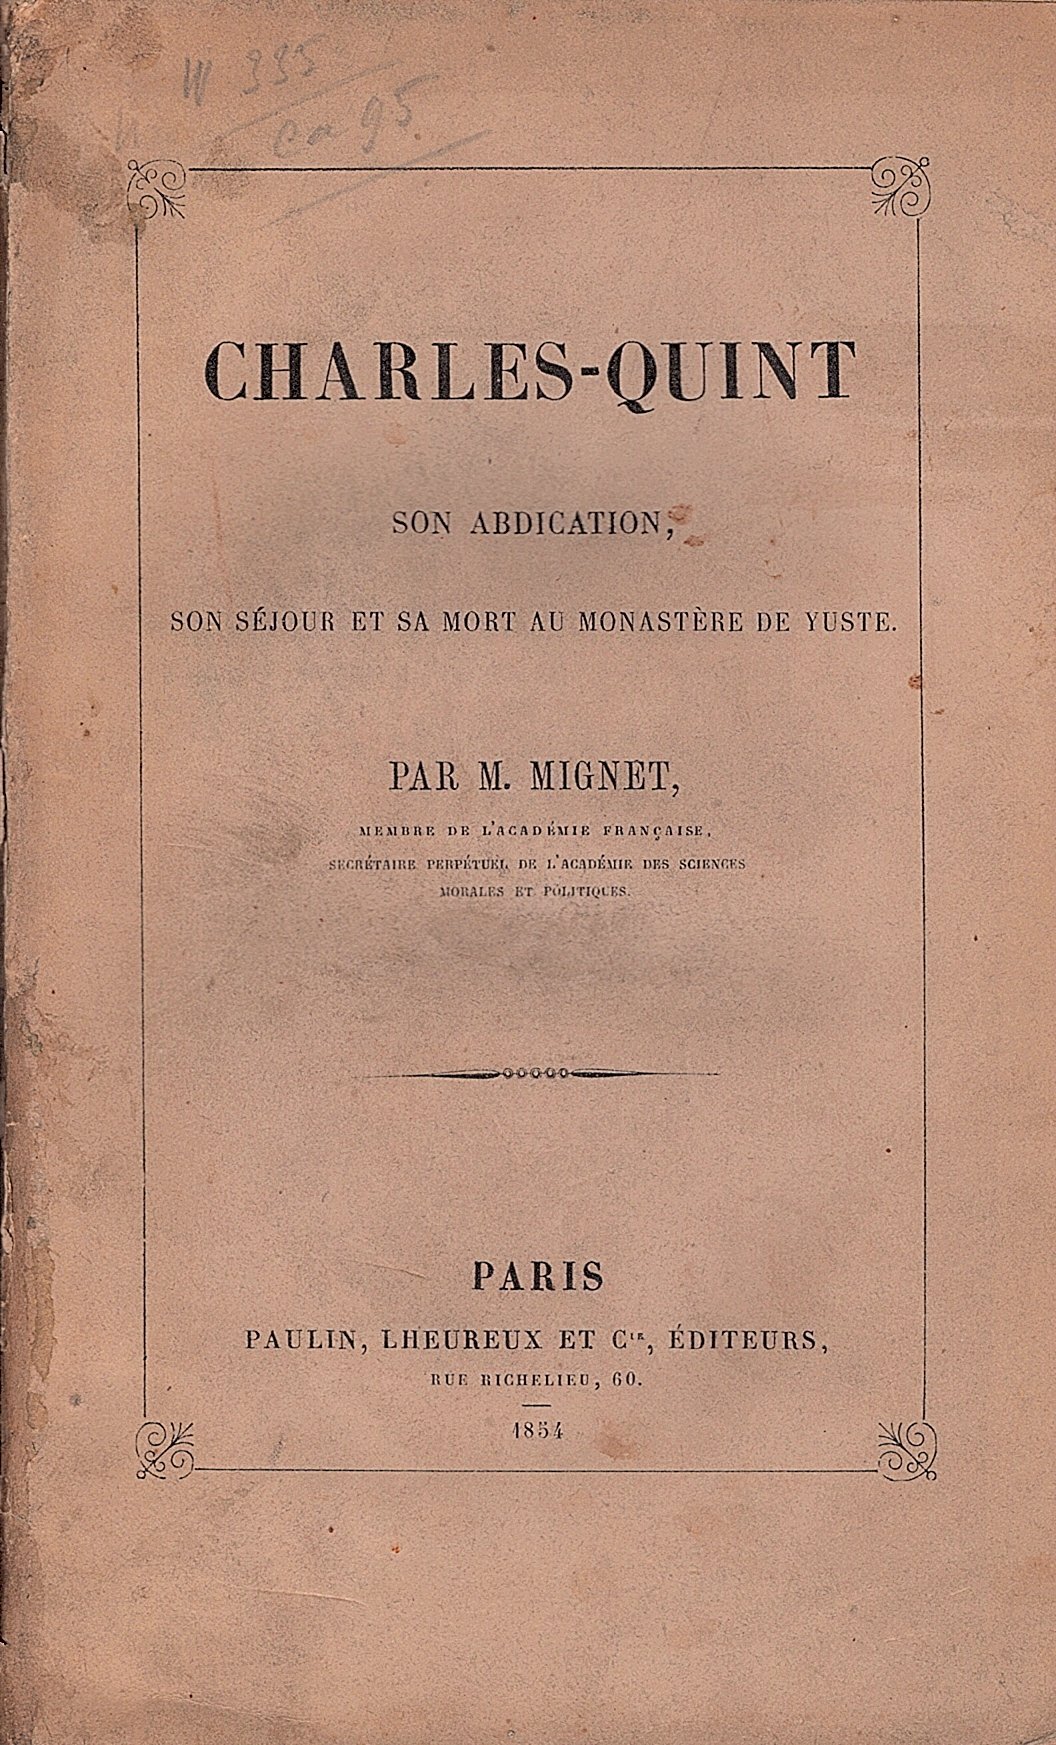 335
95
CHARLES-QUINT
SON ABDICATION,
SON SÉJOUR ET SA MORT AU MONASTÈRE DE YUSTE.
PAR M. MIGNET,
MEMBRE DE L'ACADÉMIE FRANÇAISE,
SECRÉTAIRE PERPÉTUEL DE L'ACADÉMIE DES SCIENCES
MORALES ET POLITIQUES.
PARIS
PAULIN, LHEUREUX ET Cie, ÉDITEURS,
RUE RICHELIEU, 60.
1854